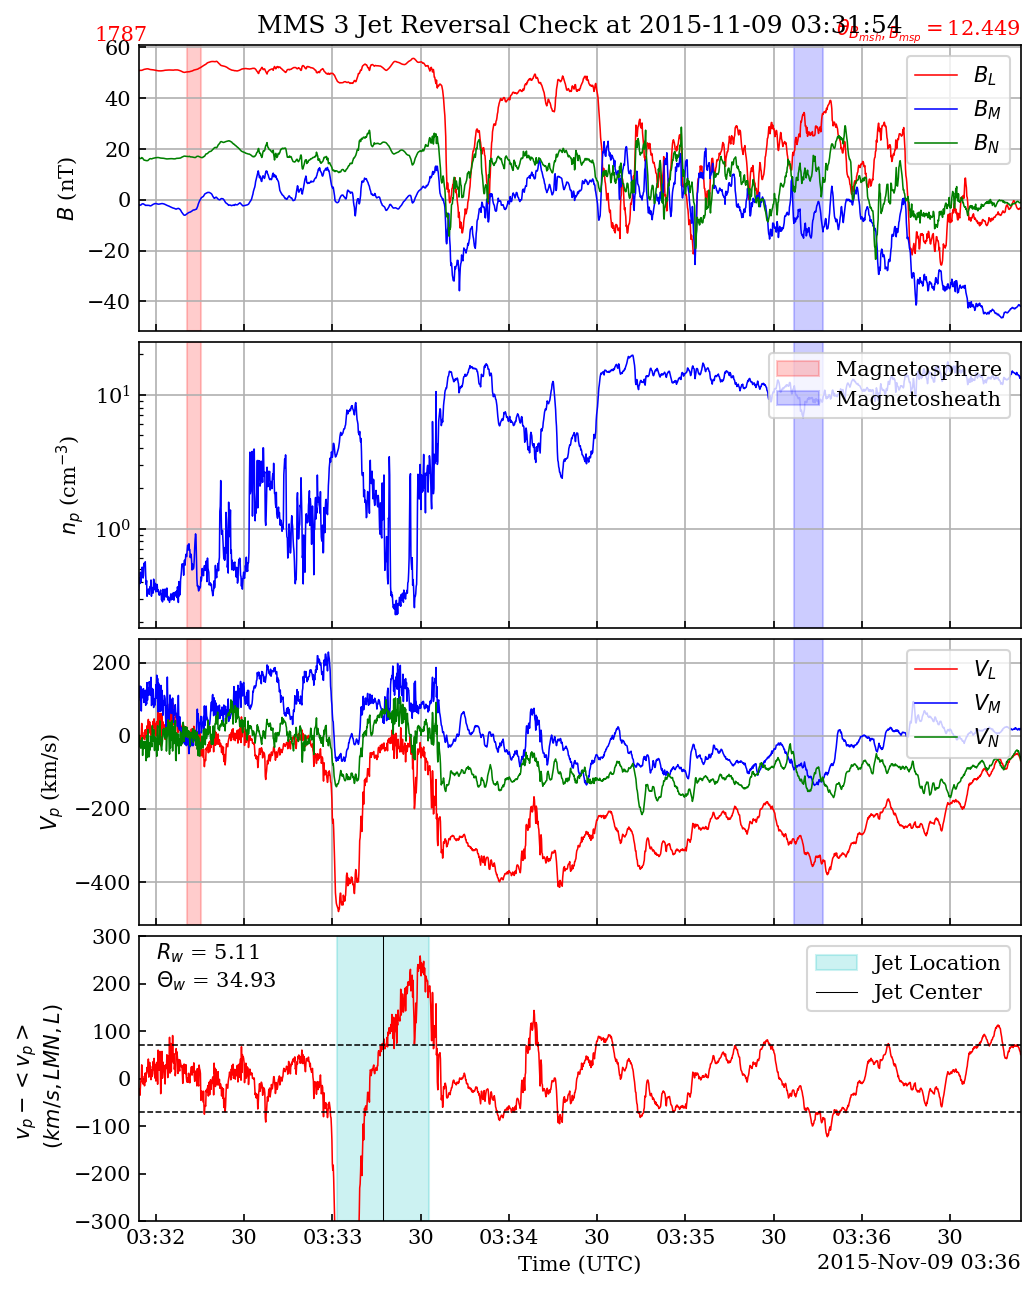 MMS 3 Jet Reversal Check at 2015-11-09 03:31:54
1787
θ_{B_{msh}, B_{msp}} = 12.449
60
40
20
0
−20
−40
B (nT)
B_L
B_M
B_N
10^1
10^0
n_p (cm^{−3})
Magnetosphere
Magnetosheath
200
0
−200
−400
V_p (km/s)
V_L
V_M
V_N
300
200
100
0
−100
−200
−300
v_p − <v_p>
(km/s, LMN, L)
R_w = 5.11
Θ_w = 34.93
Jet Location
Jet Center
03:32 30 03:33 30 03:34 30 03:35 30 03:36 30
Time (UTC)
2015-Nov-09 03:36